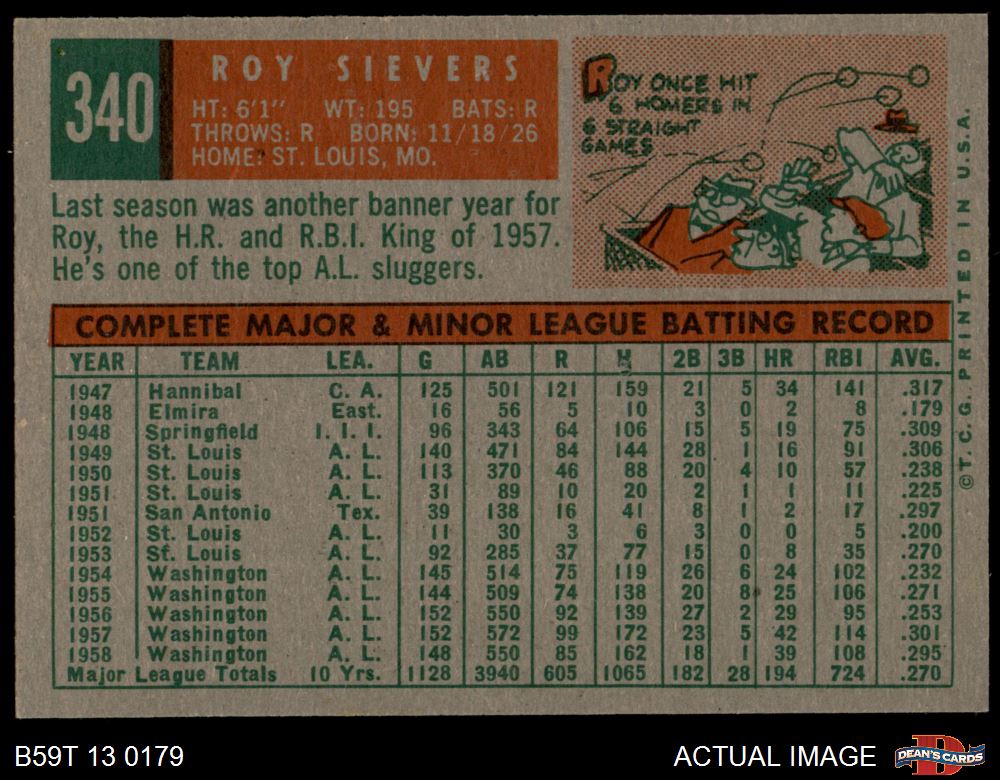 340
ROY SIEVERS
HT: 6'1" WT: 195 BATS: R
THROWS: R BORN: 11/18/26
HOME: ST. LOUIS, MO.
ROY ONCE HIT
6 HOMERS IN
6 STRAIGHT
GAMES
Last season was another banner year for
Roy, the H.R. and R.B.I. King of 1957.
He's one of the top A.L. sluggers.
COMPLETE MAJOR & MINOR LEAGUE BATTING RECORD
YEAR TEAM LEA. G AB R H 2B 3B HR RBI AVG.
1947 Hannibal C. A. 125 501 121 159 21 5 34 141 .317
1948 Elmira East. 16 56 5 10 3 0 2 8 .179
1948 Springfield I. I. I. 96 343 64 106 15 5 19 75 .309
1949 St. Louis A. L. 140 471 84 144 28 1 16 91 .306
1950 St. Louis A. L. 113 370 46 88 20 4 10 57 .238
1951 St. Louis A. L. 31 89 10 20 2 1 1 11 .225
1951 San Antonio Tex. 39 138 16 41 8 1 2 17 .297
1952 St. Louis A. L. 11 30 3 6 3 0 0 5 .200
1953 St. Louis A. L. 92 285 37 77 15 0 8 35 .270
1954 Washington A. L. 145 514 75 119 26 6 24 102 .232
1955 Washington A. L. 144 509 74 138 20 8 25 106 .271
1956 Washington A. L. 152 550 92 139 27 2 29 95 .253
1957 Washington A. L. 152 572 99 172 23 5 42 114 .301
1958 Washington A. L. 148 550 85 162 18 1 39 108 .295
Major League Totals 10 Yrs. 1128 3940 605 1065 182 28 194 724 .270
©T. C. G. PRINTED IN U.S.A.
B59T 13 0179
ACTUAL IMAGE
DEAN'S CARDS